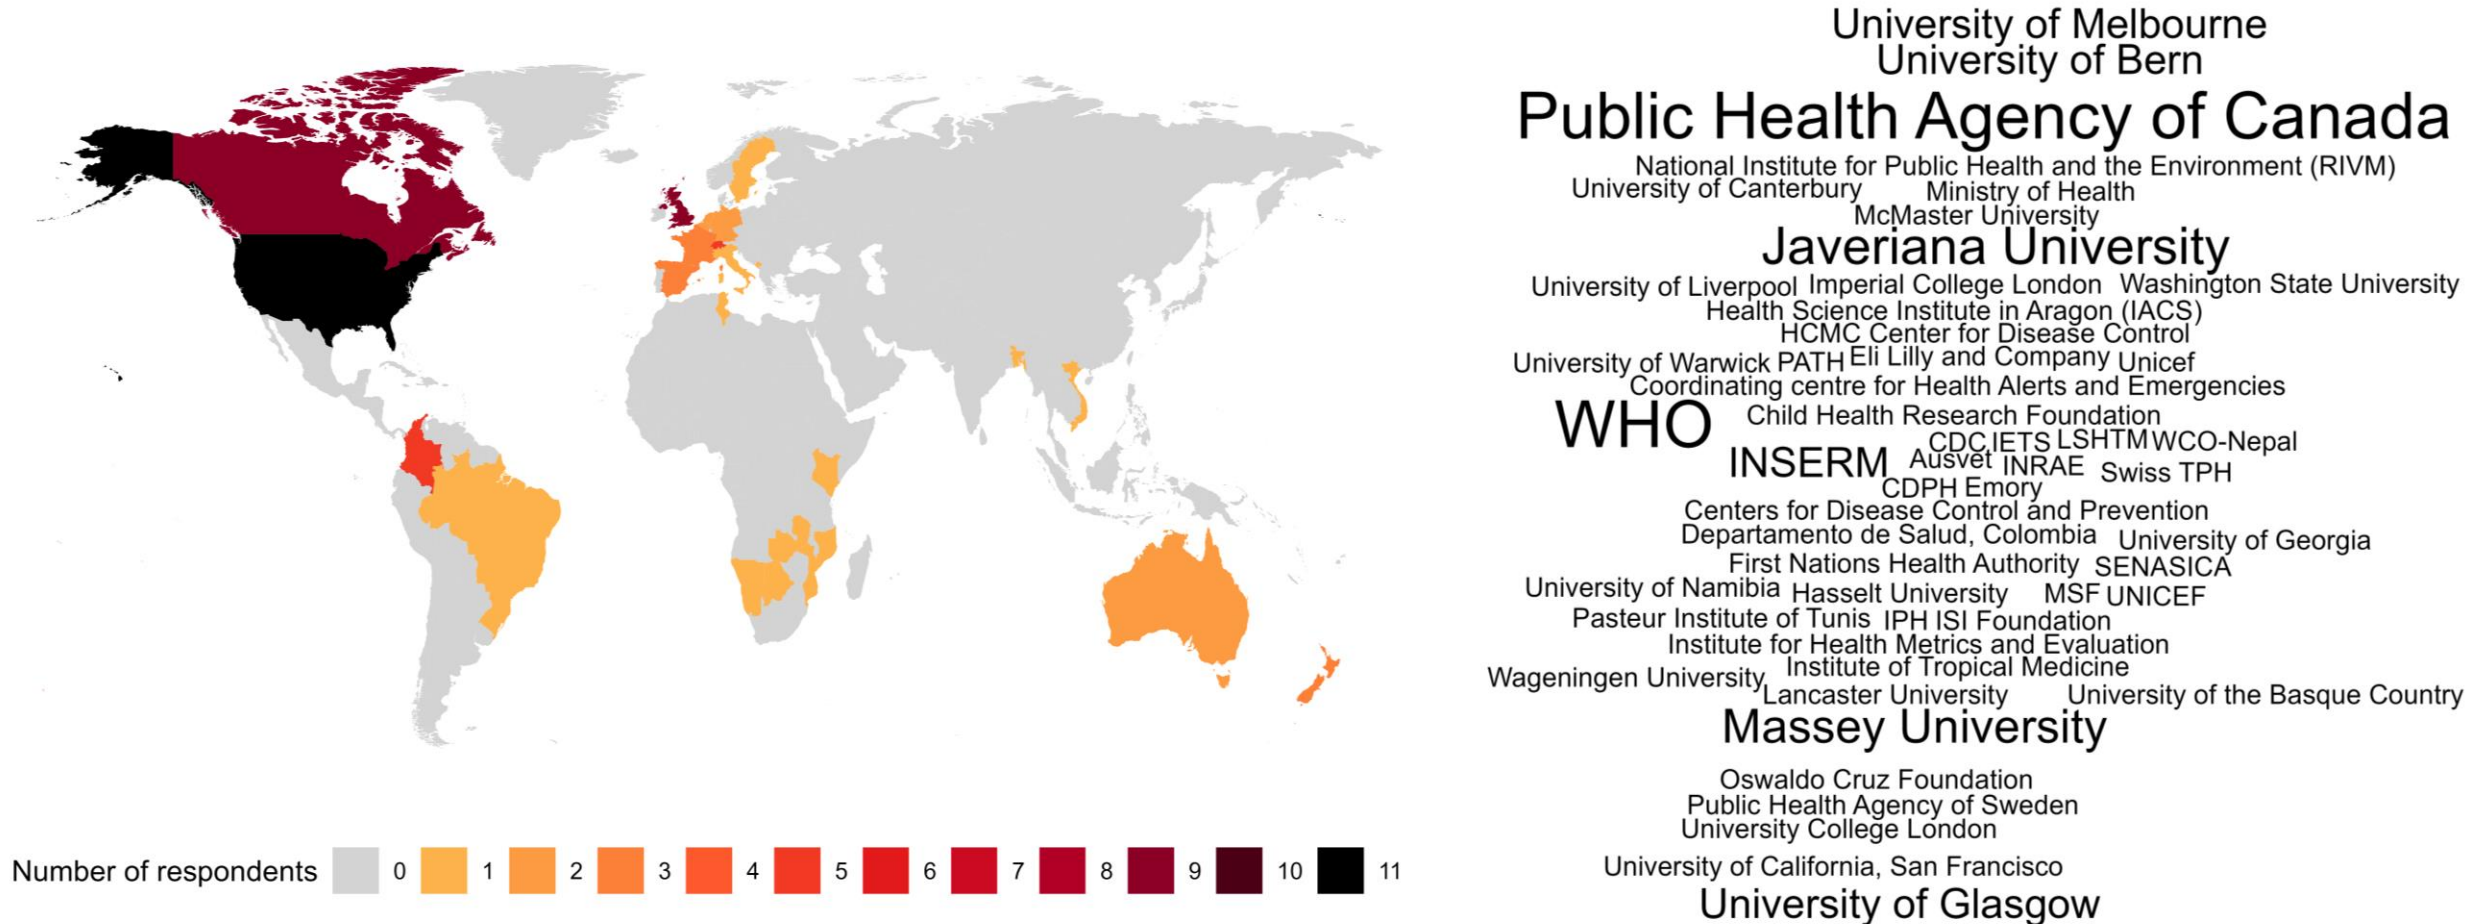 University of Melbourne
University of Bern
Public Health Agency of Canada
National Institute for Public Health and the Environment (RIVM)
University of Canterbury Ministry of Health
McMaster University
Javeriana University
University of Liverpool Imperial College London Washington State University
Health Science Institute in Aragon (IACS)
HCMC Center for Disease Control
University of Warwick PATH Eli Lilly and Company Unicef
Coordinating centre for Health Alerts and Emergencies
WHO Child Health Research Foundation
CDC IETS LSHTM WCO-Nepal
INSERM Ausvet INRAE Swiss TPH
CDPH Emory
Centers for Disease Control and Prevention
Departamento de Salud, Colombia University of Georgia
First Nations Health Authority SENASICA
University of Namibia Hasselt University MSF UNICEF
Pasteur Institute of Tunis IPH ISI Foundation
Institute for Health Metrics and Evaluation
Wageningen University Institute of Tropical Medicine
Lancaster University University of the Basque Country
Massey University
Oswaldo Cruz Foundation
Public Health Agency of Sweden
University College London
University of California, San Francisco
University of Glasgow
Number of respondents 0 1 2 3 4 5 6 7 8 9 10 11